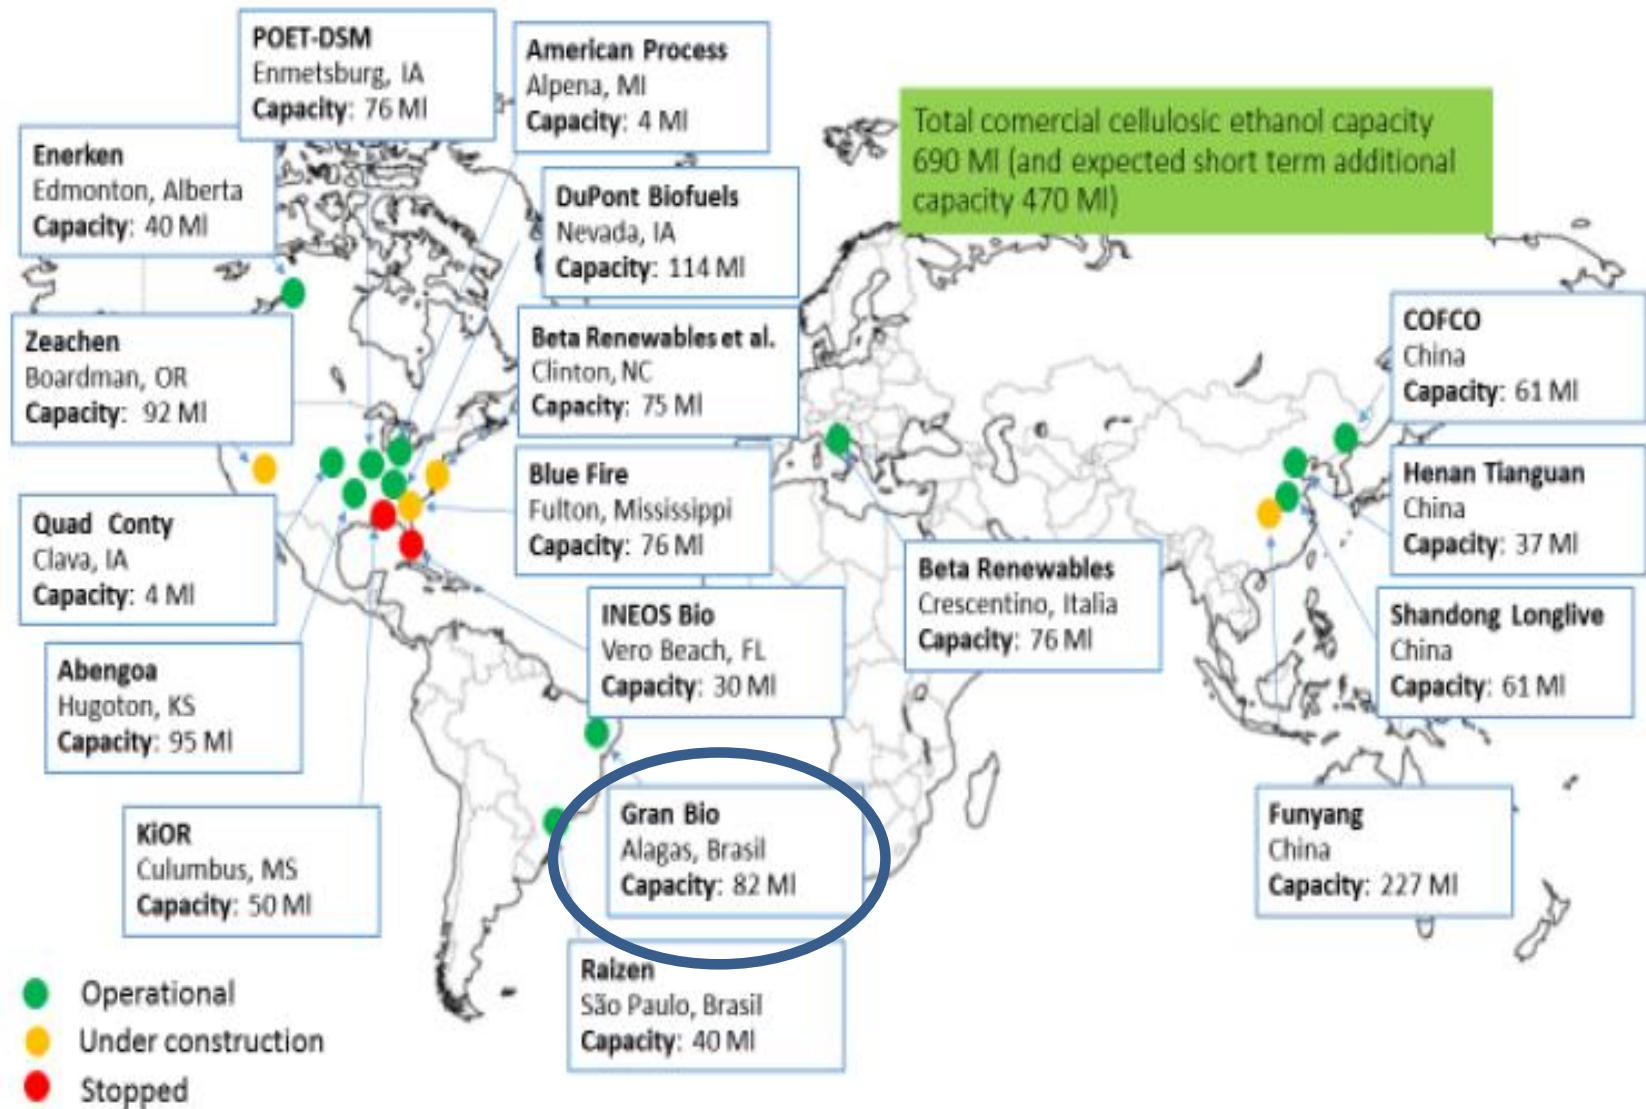 POET-DSM
Enmetsburg, IA
Capacity: 76 Ml
American Process
Alpena, MI
Capacity: 4 Ml
Total comercial cellulosic ethanol capacity
690 Ml (and expected short term additional
capacity 470 Ml)
Enerken
Edmonton, Alberta
Capacity: 40 Ml
DuPont Biofuels
Nevada, IA
Capacity: 114 Ml
Zeachen
Boardman, OR
Capacity: 92 Ml
Beta Renewables et al.
Clinton, NC
Capacity: 75 Ml
COFCO
China
Capacity: 61 Ml
Quad Conty
Clava, IA
Capacity: 4 Ml
Blue Fire
Fulton, Mississippi
Capacity: 76 Ml
Henan Tianguan
China
Capacity: 37 Ml
Beta Renewables
Crescentino, Italia
Capacity: 76 Ml
INEOS Bio
Vero Beach, FL
Capacity: 30 Ml
Shandong Longlive
China
Capacity: 61 Ml
Abengoa
Hugoton, KS
Capacity: 95 Ml
KiOR
Culumbus, MS
Capacity: 50 Ml
Gran Bio
Alagas, Brasil
Capacity: 82 Ml
Funyang
China
Capacity: 227 Ml
Raizen
São Paulo, Brasil
Capacity: 40 Ml
Operational
Under construction
Stopped